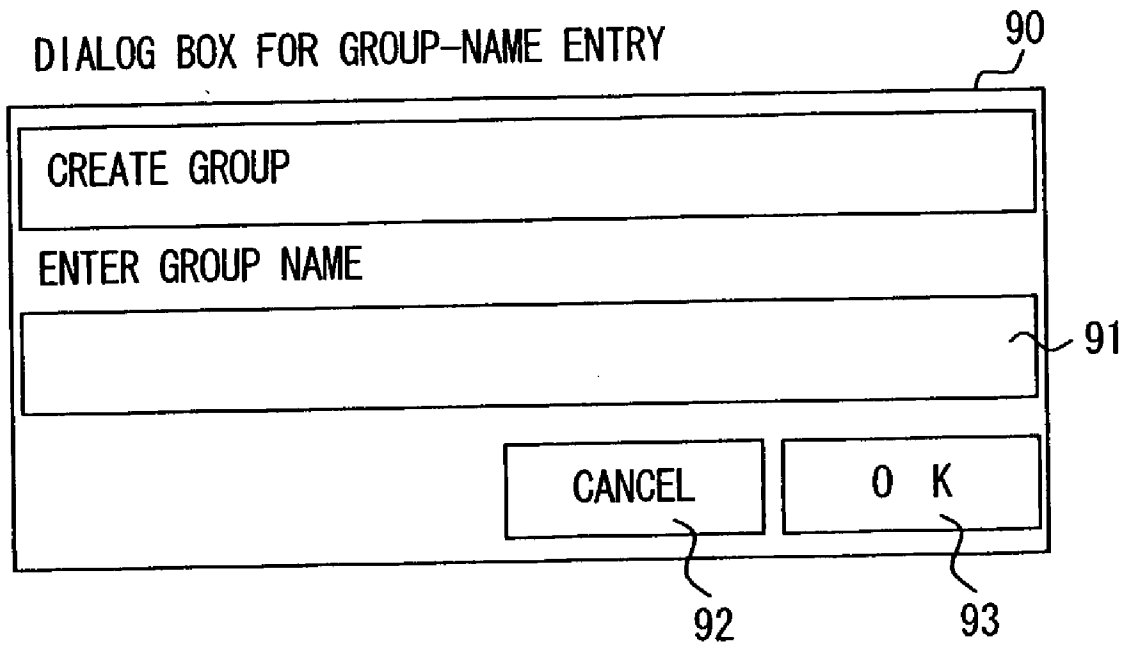 DIALOG BOX FOR GROUP-NAME ENTRY
90
CREATE GROUP
ENTER GROUP NAME
91
CANCEL
O K
92
93